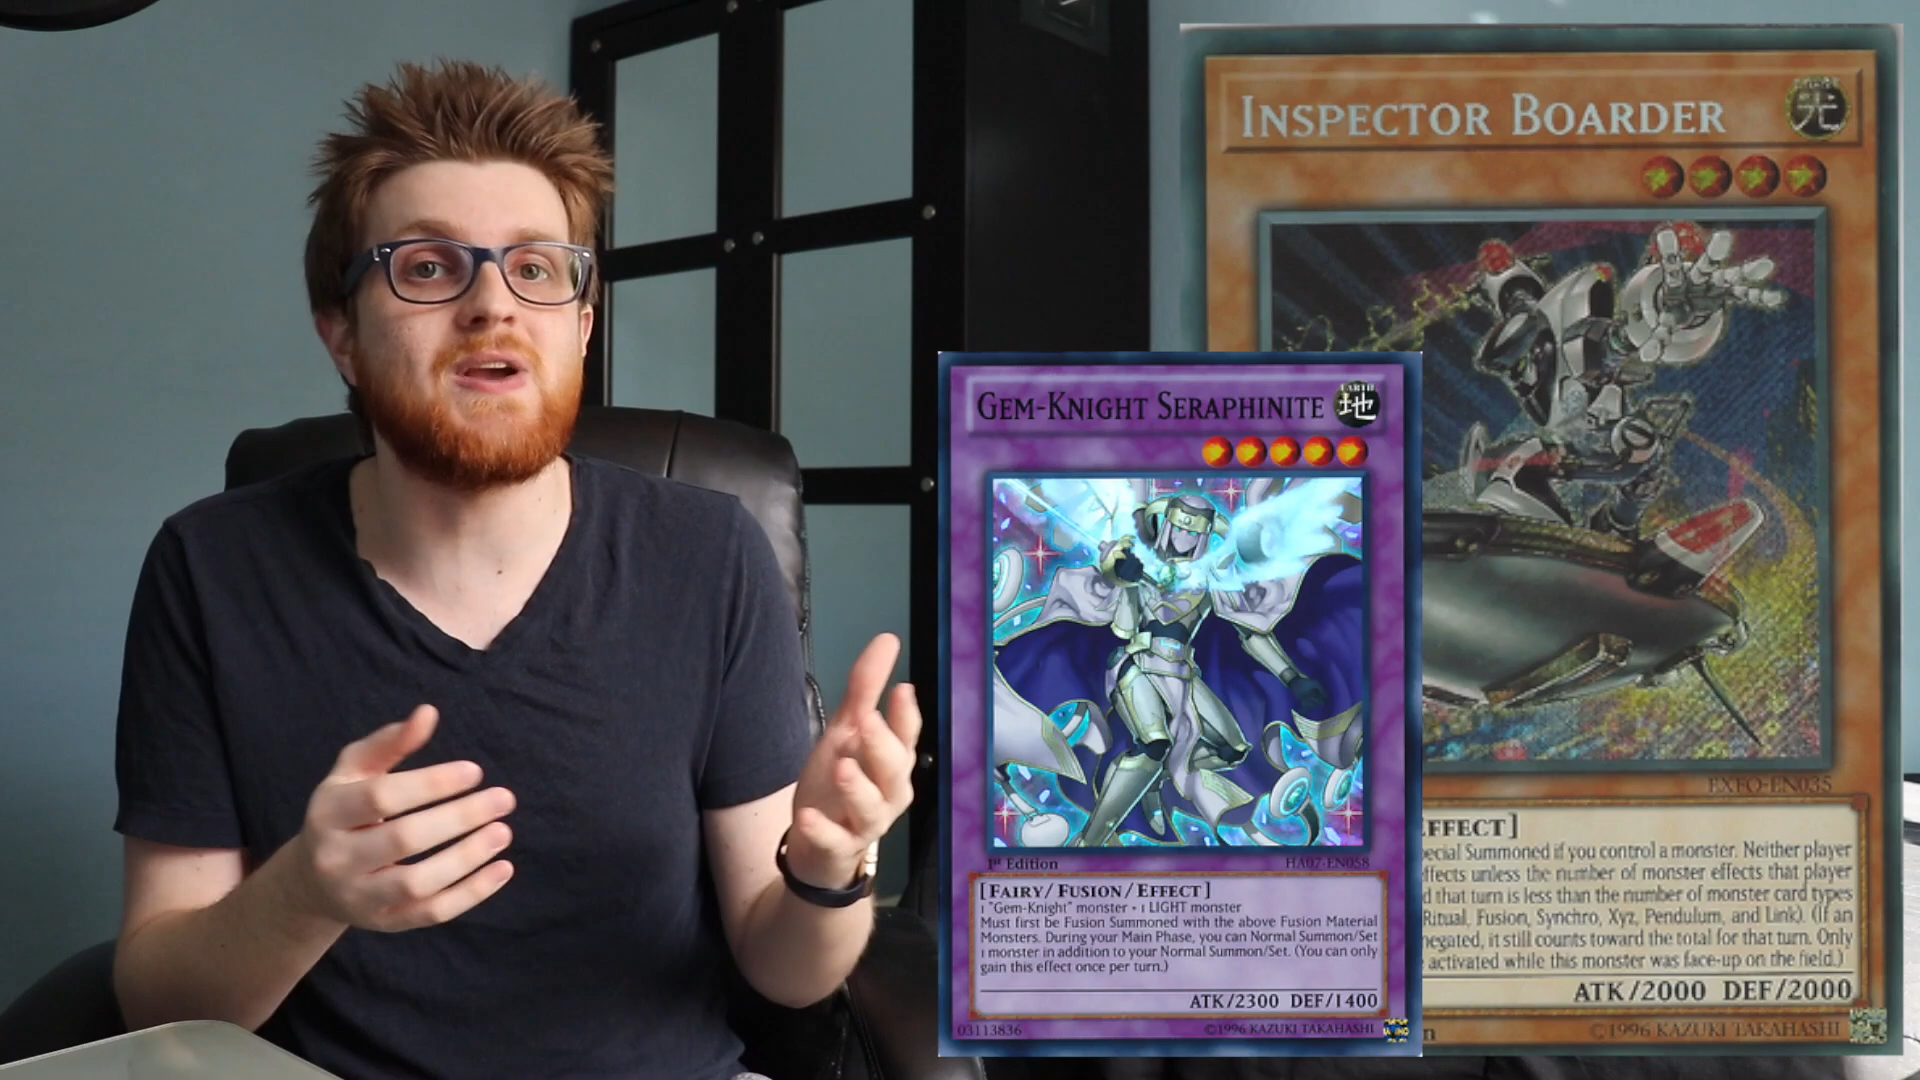 INSPECTOR BOARDER
光
EXFO-EN035
EFFECT]
ecial Summoned if you control a monster. Neither player
ffects unless the number of monster effects that player
d that turn is less than the number of monster card types
Ritual, Fusion, Synchro, Xyz, Pendulum, and Link). (If an
negated, it still counts toward the total for that turn. Only
activated while this monster was face-up on the field.)
ATK/2000 DEF/2000
©1996 KAZUKI TAKAHASHI
GEM-KNIGHT SERAPHINITE
EARTH
地
1st Edition
HA07-EN058
[FAIRY/FUSION/EFFECT]
1 "Gem-Knight" monster + 1 LIGHT monster
Must first be Fusion Summoned with the above Fusion Material
Monsters. During your Main Phase, you can Normal Summon/Set
1 monster in addition to your Normal Summon/Set. (You can only
gain this effect once per turn.)
ATK/2300 DEF/1400
03113836
©1996 KAZUKI TAKAHASHI